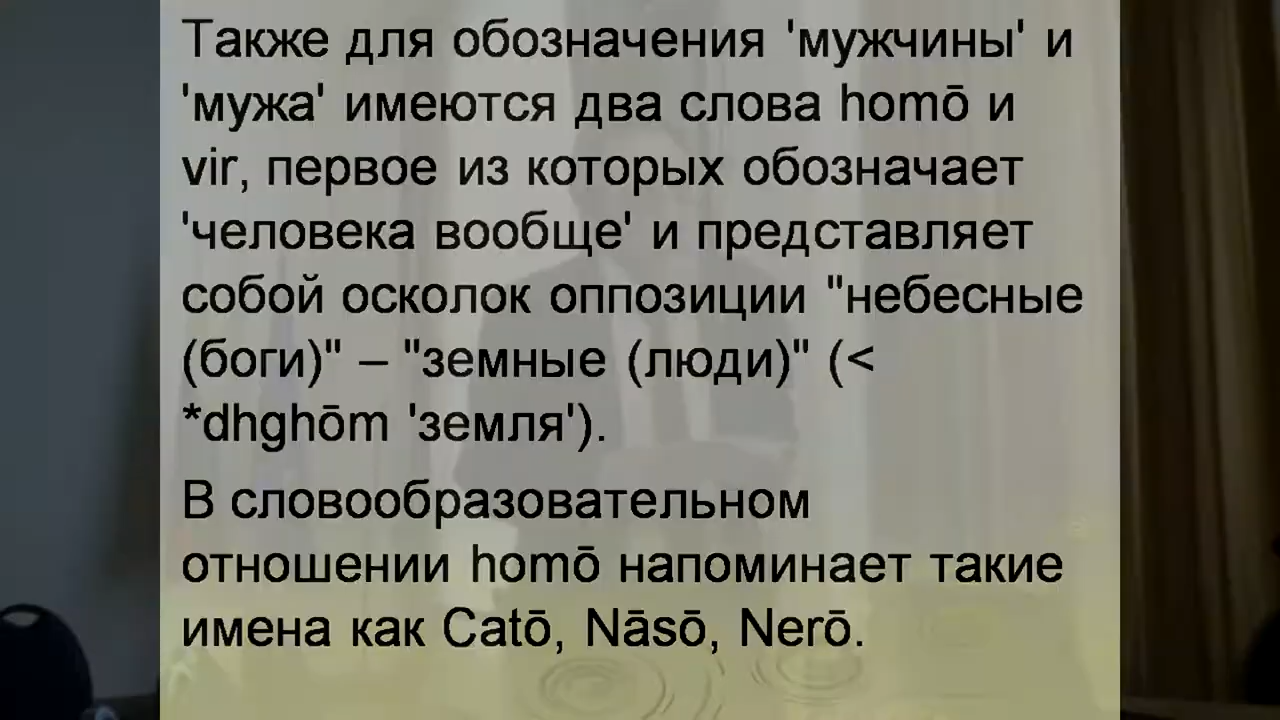 Также для обозначения 'мужчины' и
'мужа' имеются два слова homō и
vir, первое из которых обозначает
'человека вообще' и представляет
собой осколок оппозиции "небесные
(боги)" – "земные (люди)" (<
*dhghōm 'земля').
В словообразовательном
отношении homō напоминает такие
имена как Catō, Nāsō, Nerō.